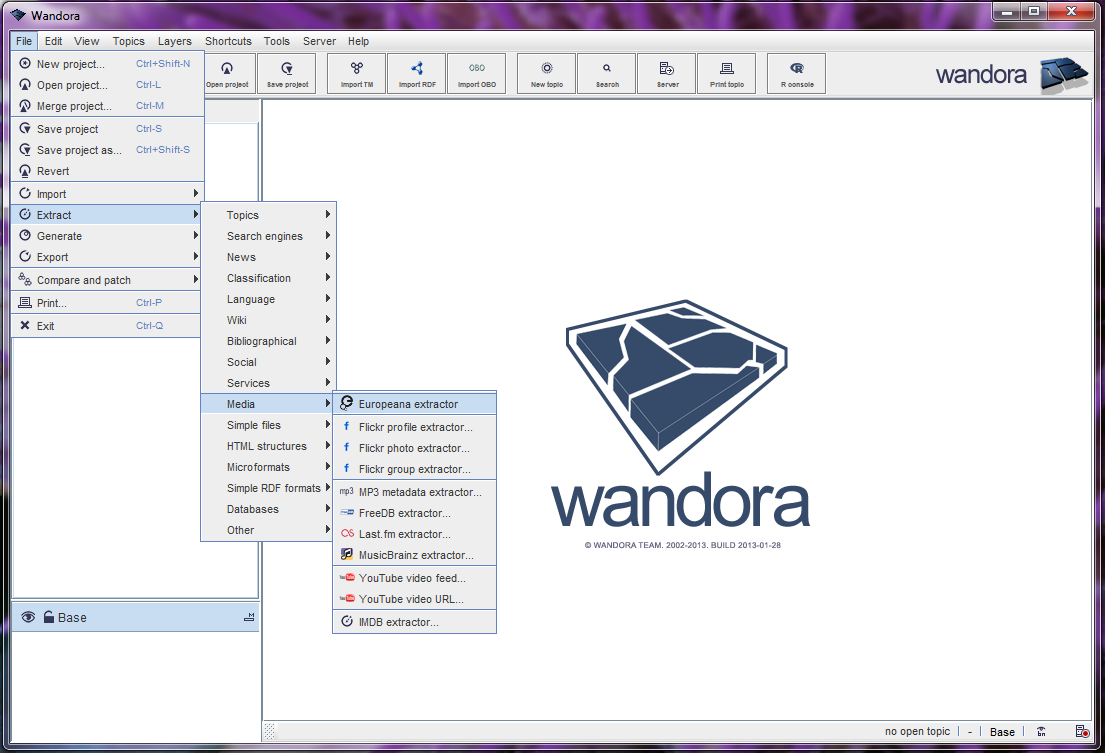 Wandora
File Edit View Topics Layers Shortcuts Tools Server Help
New project... Ctrl+Shift-N
Open project... Ctrl-L
Merge project... Ctrl-M
Save project Ctrl-S
Save project as... Ctrl+Shift-S
Revert
Import
Extract
Generate
Export
Compare and patch
Print... Ctrl-P
Exit Ctrl-Q
Open project Save project Import TM Import RDF OBO Import OBO New topic Search Server Print topic R console
wandora
Topics
Search engines
News
Classification
Language
Wiki
Bibliographical
Social
Services
Media
Simple files
HTML structures
Microformats
Simple RDF formats
Databases
Other
Europeana extractor
f Flickr profile extractor...
f Flickr photo extractor...
f Flickr group extractor...
mp3 MP3 metadata extractor...
FreeDB extractor...
Last.fm extractor...
MusicBrainz extractor...
YouTube video feed...
YouTube video URL...
IMDB extractor...
wandora
© WANDORA TEAM. 2002-2013. BUILD 2013-01-28
Base
no open topic - Base